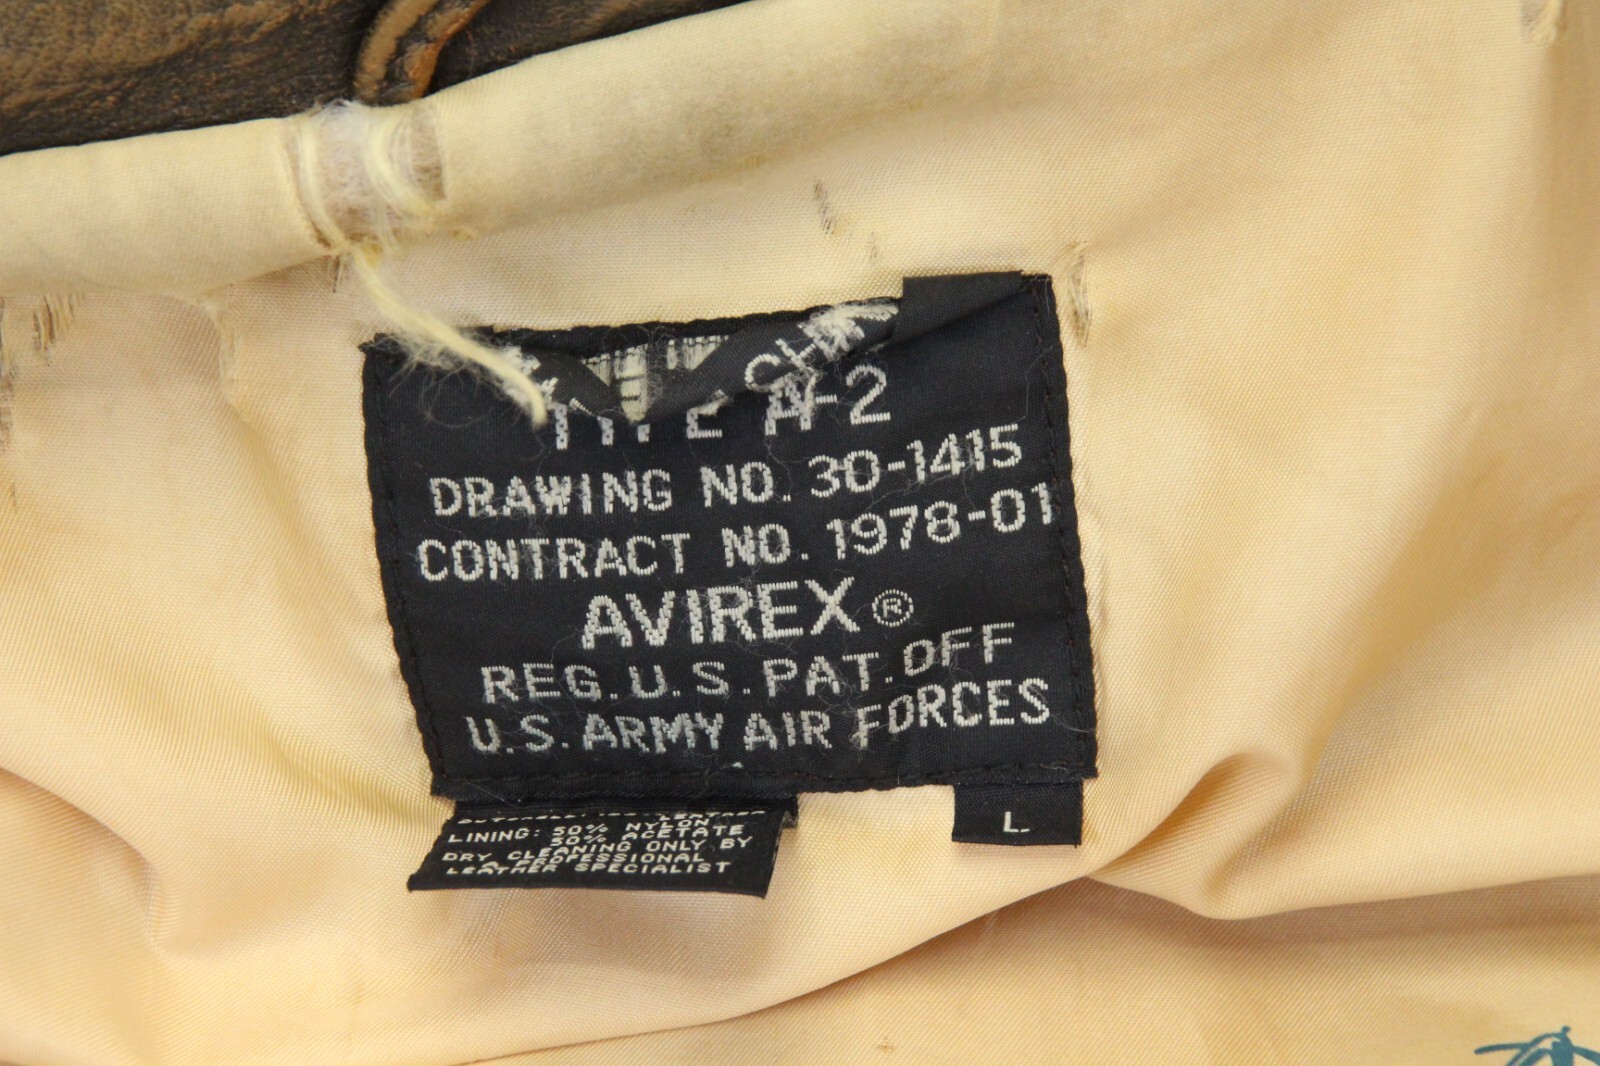 TYPE A-2
DRAWING NO. 30-1415
CONTRACT NO. 1978-01
AVIREX®
REG. U.S. PAT. OFF
U.S. ARMY AIR FORCES
L
LINING: 50% NYLON
50% ACETATE
DRY CLEANING ONLY BY
A PROFESSIONAL
LEATHER SPECIALIST